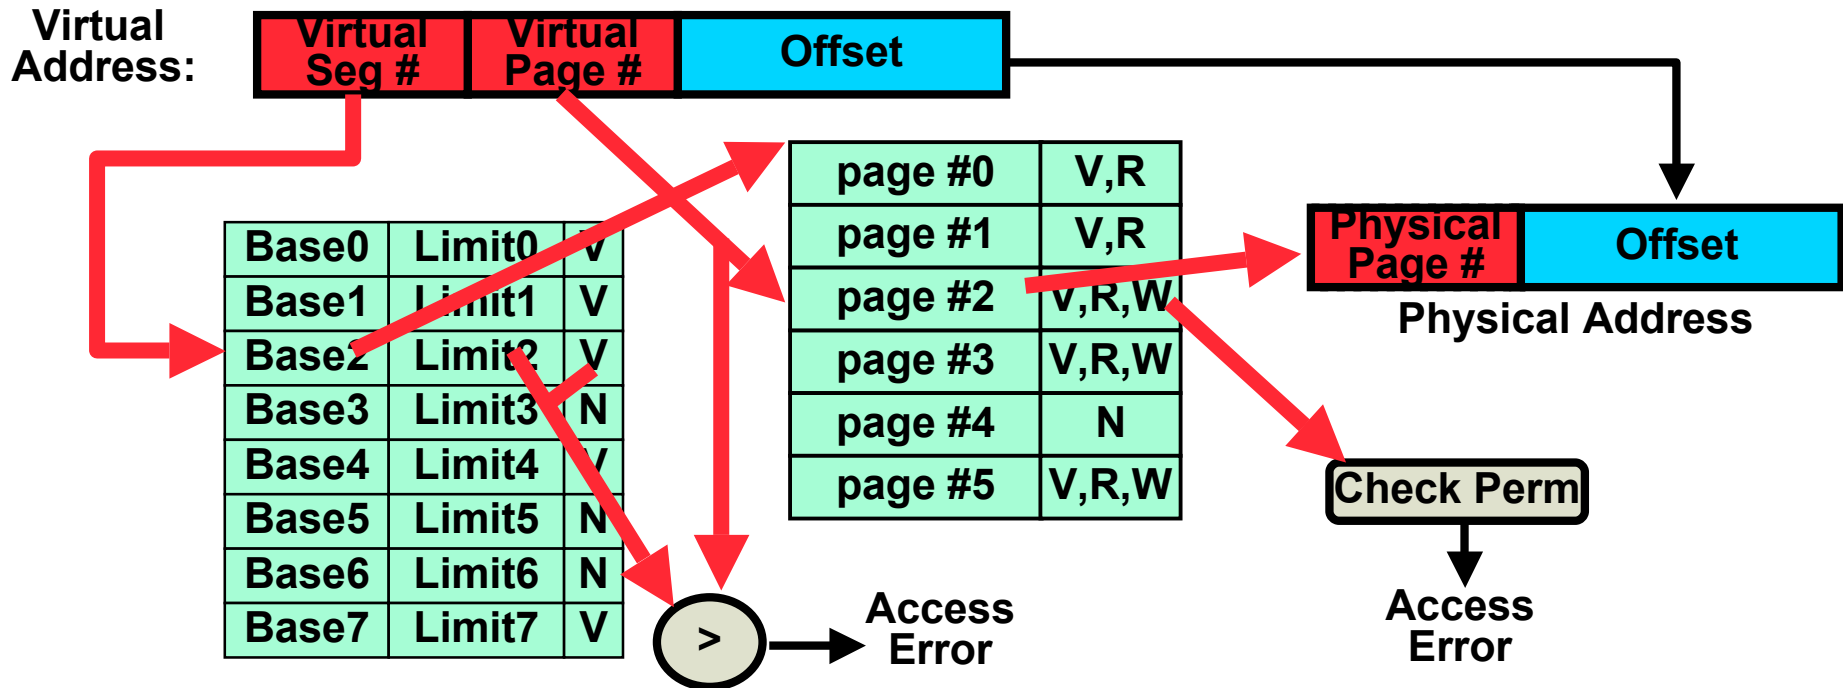 Virtual
Address:
Virtual
Seg #
Virtual
Page #
Offset
page #0 V,R
page #1 V,R
page #2 V,R,W
page #3 V,R,W
page #4 N
page #5 V,R,W
Physical
Page #
Offset
Physical Address
Base0 Limit0 V
Base1 Limit1 V
Base2 Limit2 V
Base3 Limit3 N
Base4 Limit4 V
Base5 Limit5 N
Base6 Limit6 N
Base7 Limit7 V
Check Perm
>
Access
Error
Access
Error